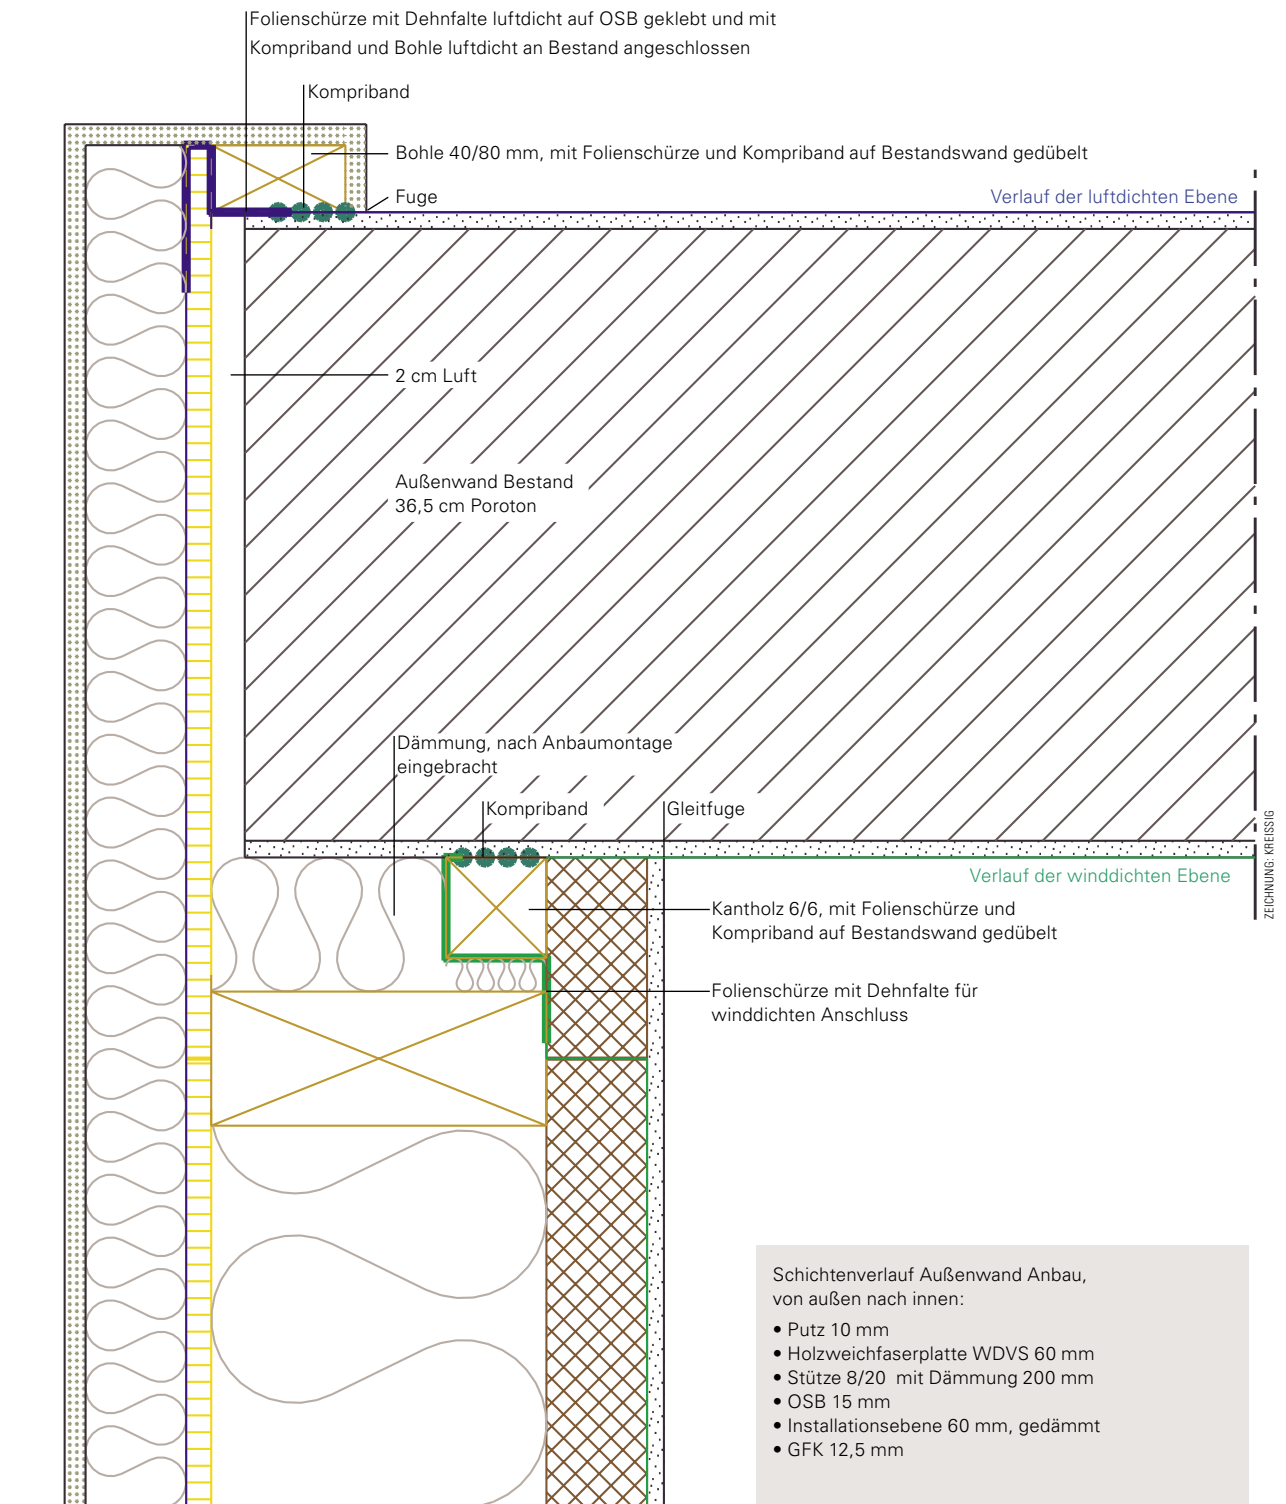 Folienschürze mit Dehnfalte luftdicht auf OSB geklebt und mit
Kompriband und Bohle luftdicht an Bestand angeschlossen
Kompriband
Bohle 40/80 mm, mit Folienschürze und Kompriband auf Bestandswand gedübelt
Fuge
Verlauf der luftdichten Ebene
2 cm Luft
Außenwand Bestand
36,5 cm Poroton
Dämmung, nach Anbaumontage
eingebracht
Kompriband
Gleitfuge
ZEICHNUNG: KREISSIG
Verlauf der winddichten Ebene
Kantholz 6/6, mit Folienschürze und
Kompriband auf Bestandswand gedübelt
Folienschürze mit Dehnfalte für
winddichten Anschluss
Schichtenverlauf Außenwand Anbau,
von außen nach innen:
• Putz 10 mm
• Holzweichfaserplatte WDVS 60 mm
• Stütze 8/20 mit Dämmung 200 mm
• OSB 15 mm
• Installationsebene 60 mm, gedämmt
• GFK 12,5 mm